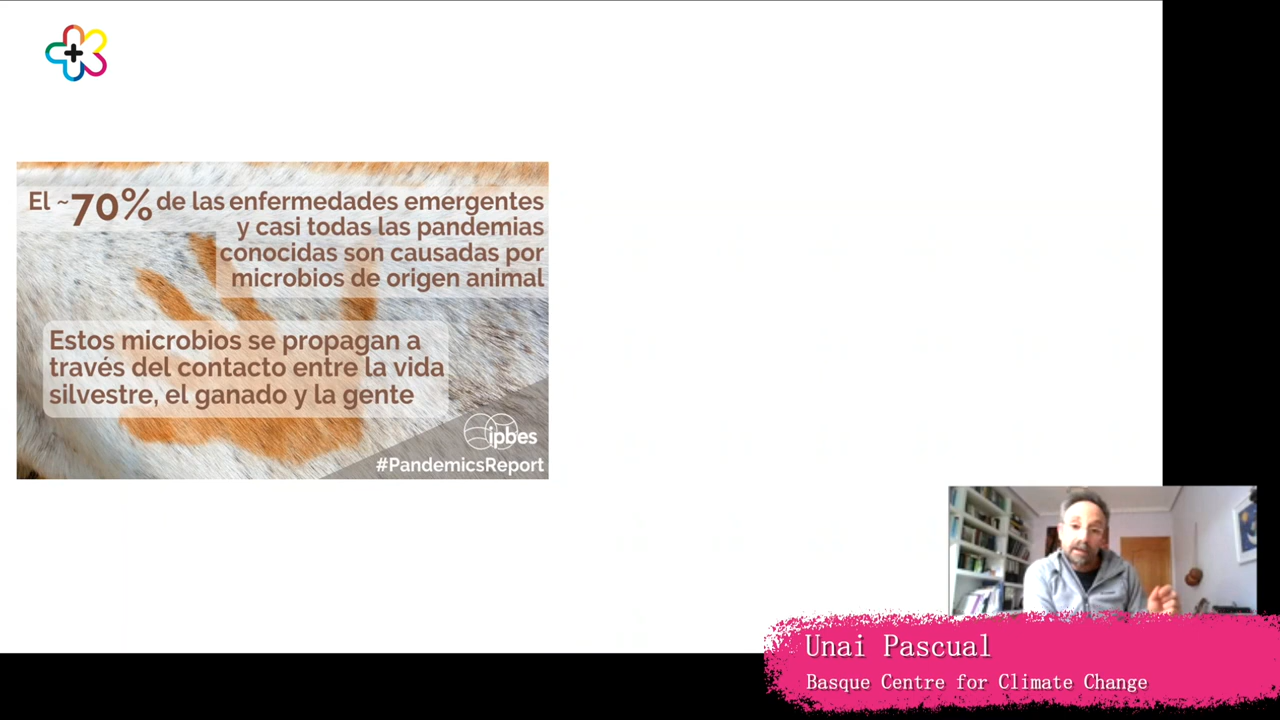 El ~70% de las enfermedades emergentes
y casi todas las pandemias
conocidas son causadas por
microbios de origen animal
Estos microbios se propagan a
través del contacto entre la vida
silvestre, el ganado y la gente
ipbes
#PandemicsReport
Unai Pascual
Basque Centre for Climate Change